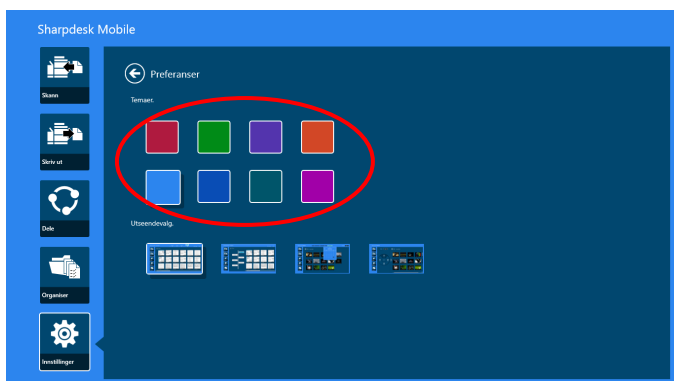 Sharpdesk Mobile
Skann
Skriv ut
Dele
Organiser
Innstillinger
Preferanser
Temaer.
Utseendevalg.